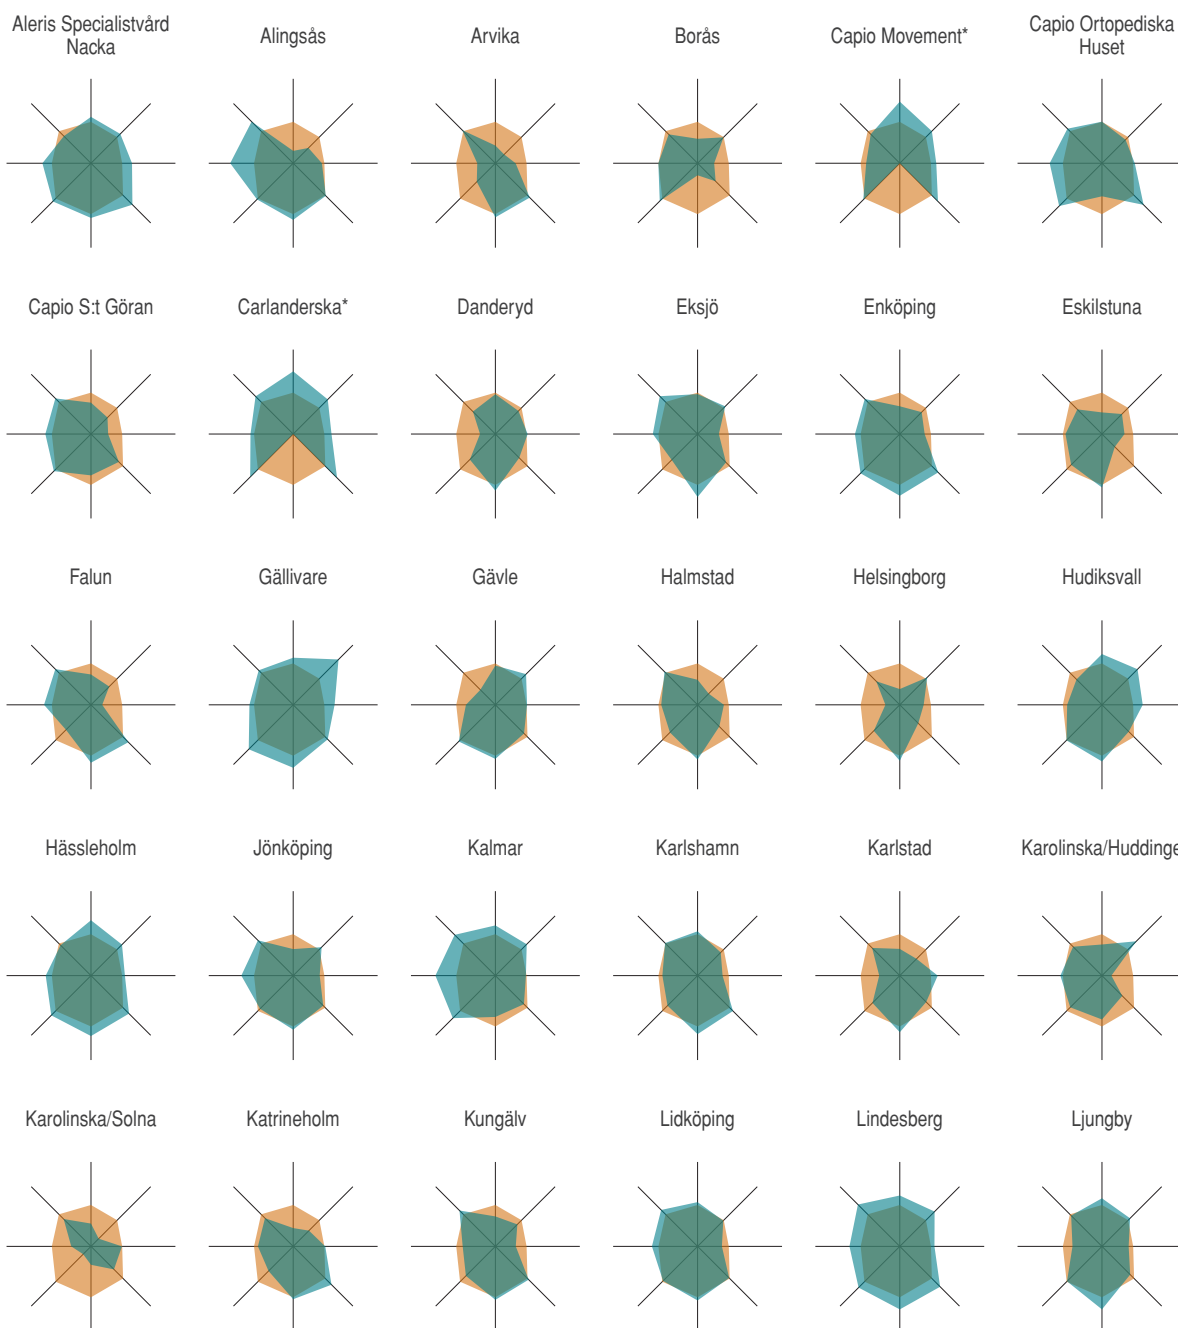 Aleris Specialistvård
Nacka
Alingsås
Arvika
Borås
Capio Movement*
Capio Ortopediska
Huset
Capio S:t Göran
Carlanderska*
Danderyd
Eksjö
Enköping
Eskilstuna
Falun
Gällivare
Gävle
Halmstad
Helsingborg
Hudiksvall
Hässleholm
Jönköping
Kalmar
Karlshamn
Karlstad
Karolinska/Huddinge
Karolinska/Solna
Katrineholm
Kungälv
Lidköping
Lindesberg
Ljungby